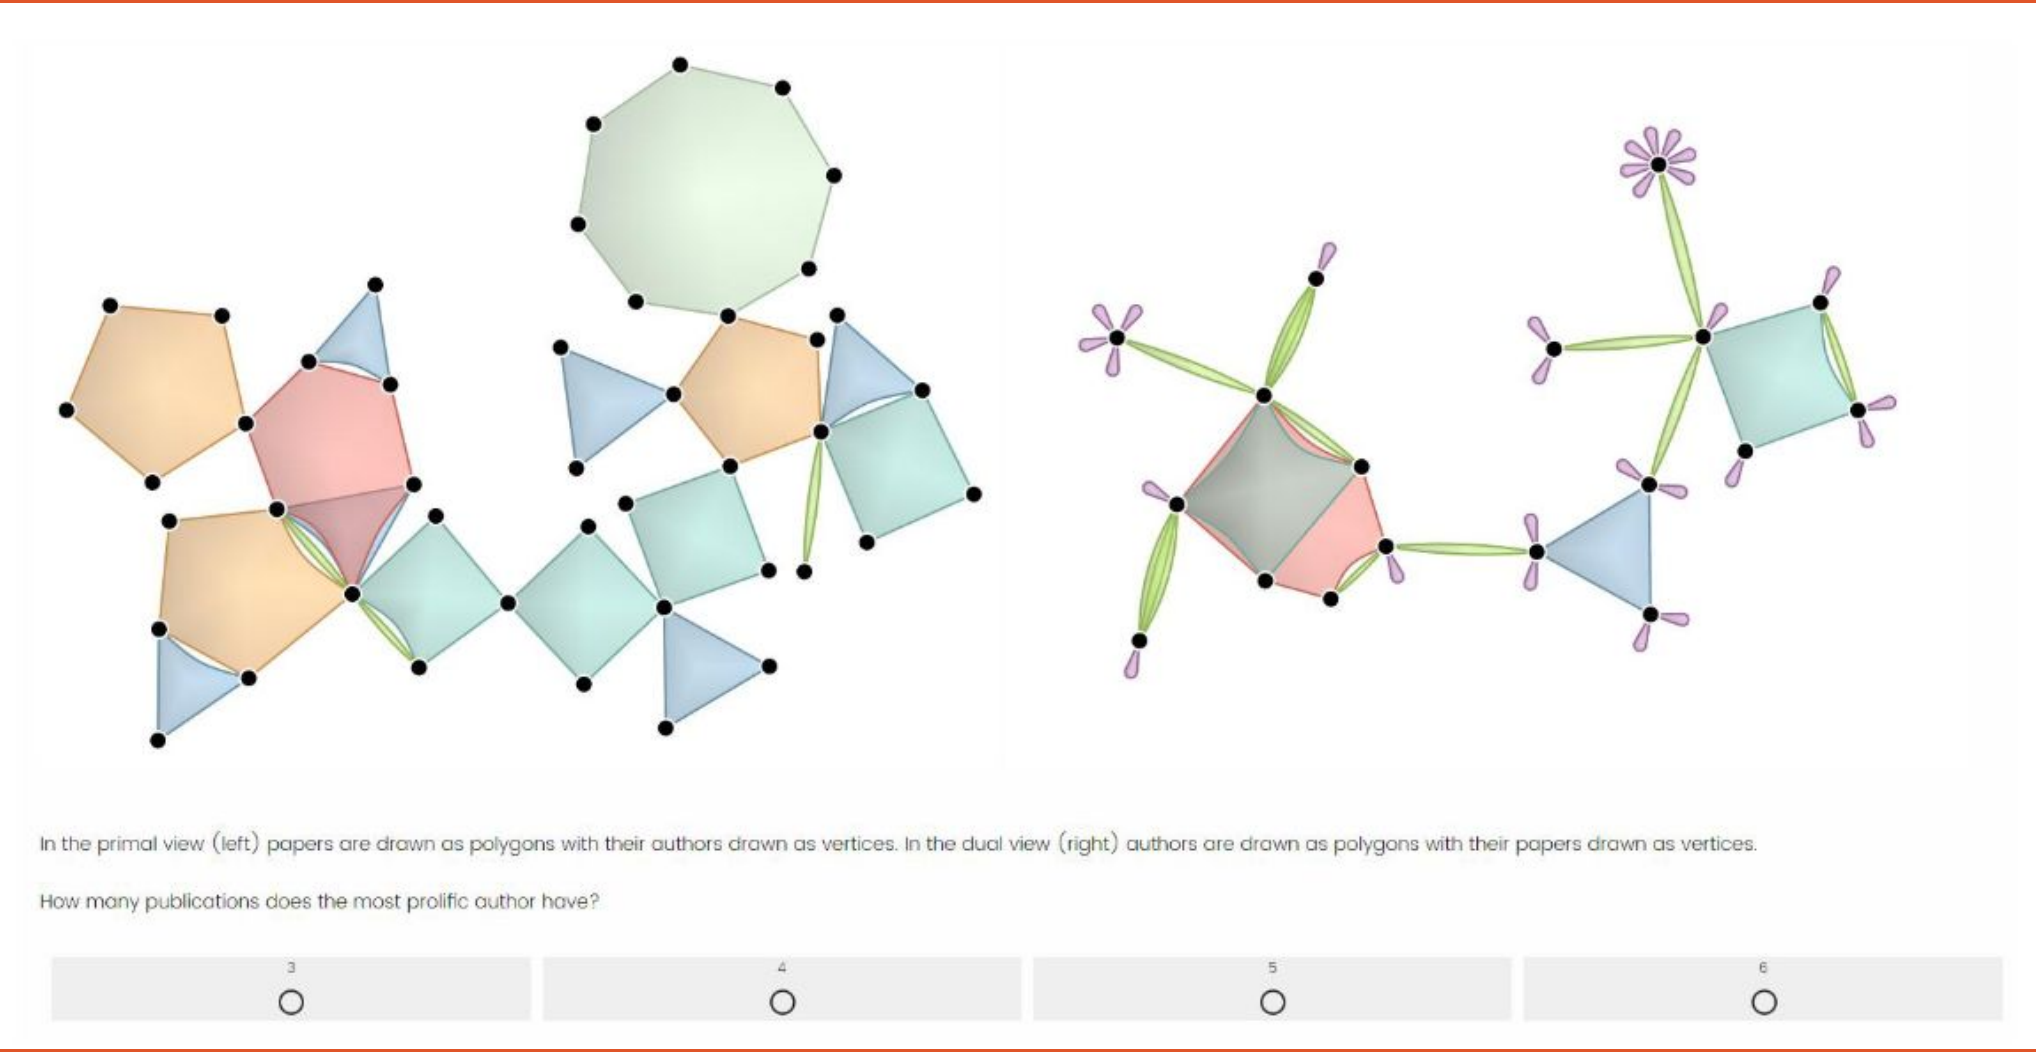 In the primal view (left) papers are drawn as polygons with their authors drawn as vertices. In the dual view (right) authors are drawn as polygons with their papers drawn as vertices.
How many publications does the most prolific author have?
3 4 5 6